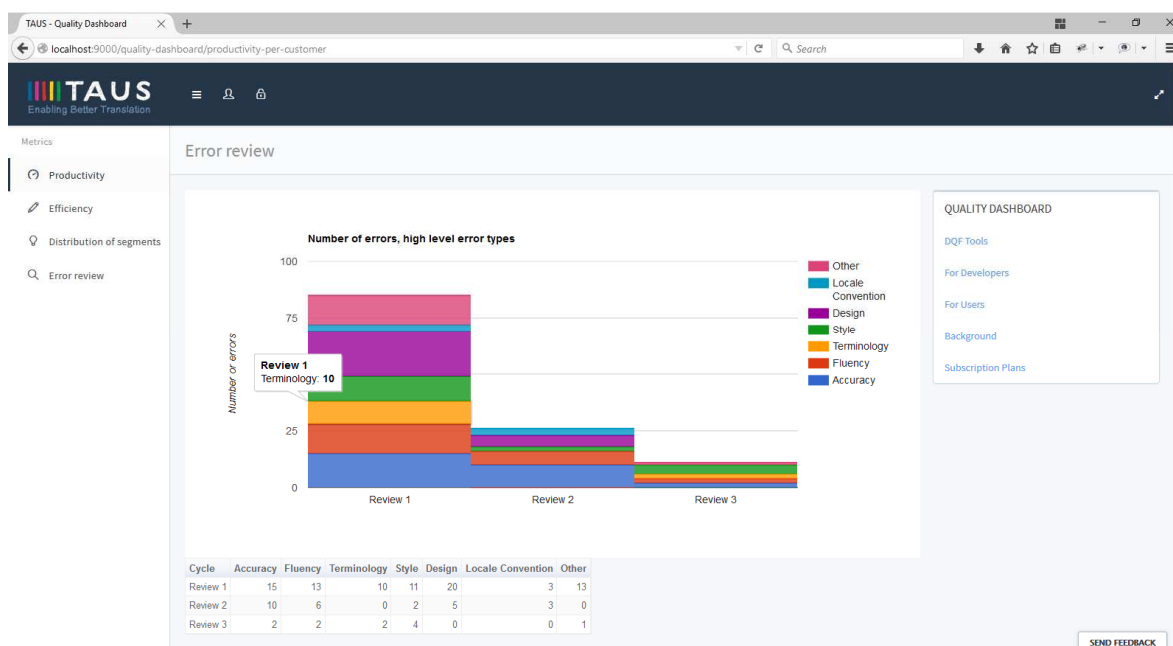 TAUS - Quality Dashboard
localhost:9000/quality-dashboard/productivity-per-customer
Search
TAUS
Enabling Better Translation
Metrics
Productivity
Efficiency
Distribution of segments
Error review
Error review
Number of errors, high level error types
Number or errors
100
75
25
0
Review 1
Terminology: 10
Review 1
Review 2
Review 3
Other
Locale
Convention
Design
Style
Terminology
Fluency
Accuracy
QUALITY DASHBOARD
DQF Tools
For Developers
For Users
Background
Subscription Plans
Cycle Accuracy Fluency Terminology Style Design Locale Convention Other
Review 1 15 13 10 11 20 3 13
Review 2 10 6 0 2 5 3 0
Review 3 2 2 2 4 0 0 1
SEND FEEDBACK